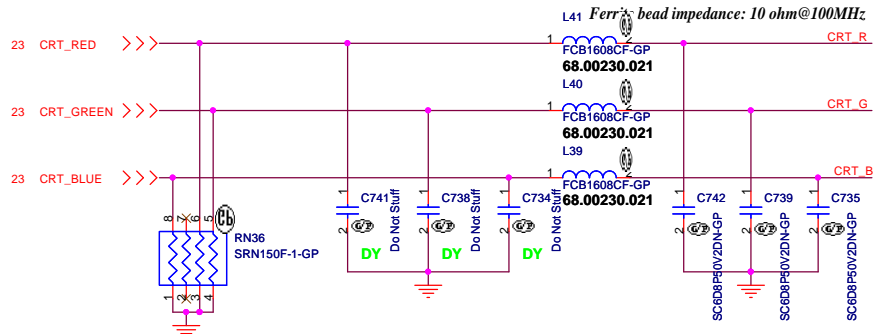 L41 Ferrite bead impedance: 10 ohm@100MHz
23 CRT_RED 1 2 CRT_R
FCB1608CF-GP
68.00230.021
L40
23 CRT_GREEN 1 2 CRT_G
FCB1608CF-GP
68.00230.021
L39
23 CRT_BLUE 1 2 CRT_B
FCB1608CF-GP
68.00230.021
8 7 6 5
RN36
SRN150F-1-GP
1 2 3 4
1 C741 2 Do Not Stuff
DY
1 C738 2 Do Not Stuff
DY
1 C734 2 Do Not Stuff
DY
1 C742 2 SC6D8P50V2DN-GP
1 C739 2 SC6D8P50V2DN-GP
1 C735 2 SC6D8P50V2DN-GP